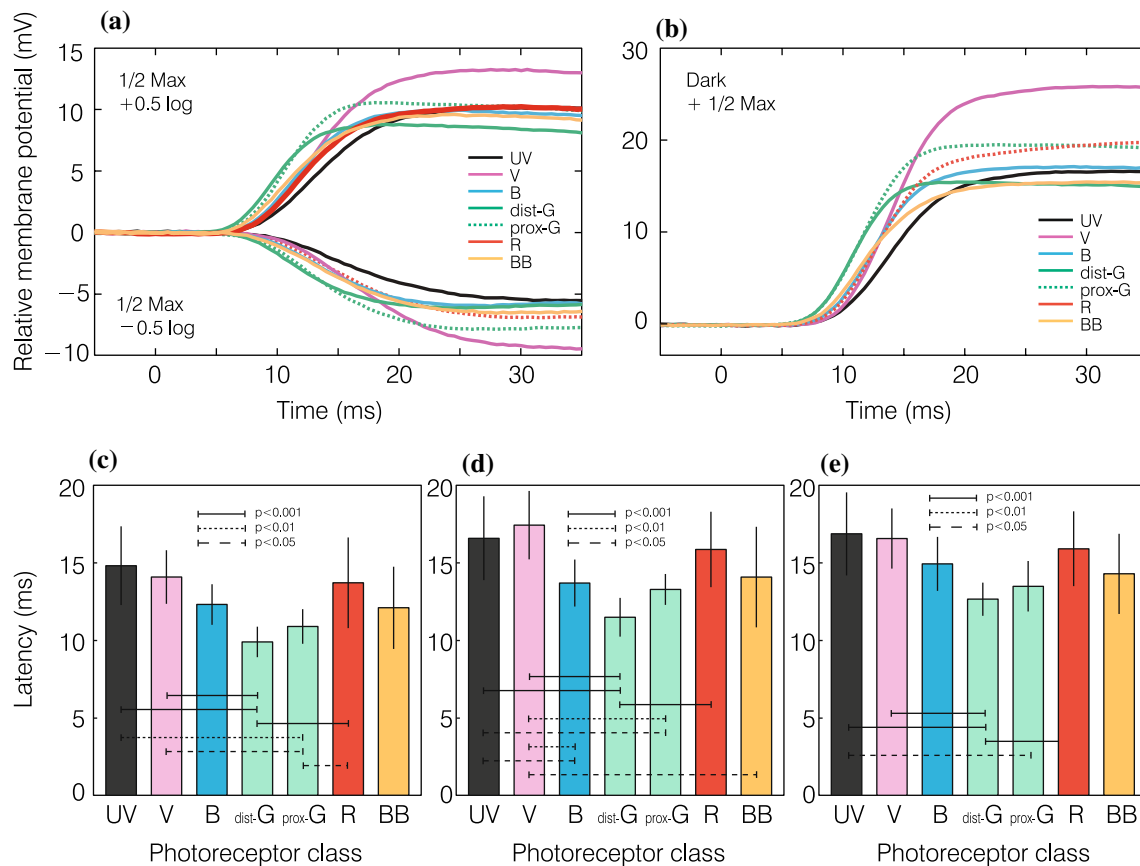 (a)
Relative membrane potential (mV)
15
10
5
0
−5
−10
1/2 Max
+0.5 log
1/2 Max
−0.5 log
UV
V
B
dist-G
prox-G
R
BB
0
10
20
30
Time (ms)
(b)
30
20
10
0
Dark
+ 1/2 Max
UV
V
B
dist-G
prox-G
R
BB
0
10
20
30
Time (ms)
(c)
Latency (ms)
20
15
10
5
0
p<0.001
p<0.01
p<0.05
UV V B dist-G prox-G R BB
Photoreceptor class
(d)
20
15
10
5
0
p<0.001
p<0.01
p<0.05
UV V B dist-G prox-G R BB
Photoreceptor class
(e)
20
15
10
5
0
p<0.001
p<0.01
p<0.05
UV V B dist-G prox-G R BB
Photoreceptor class